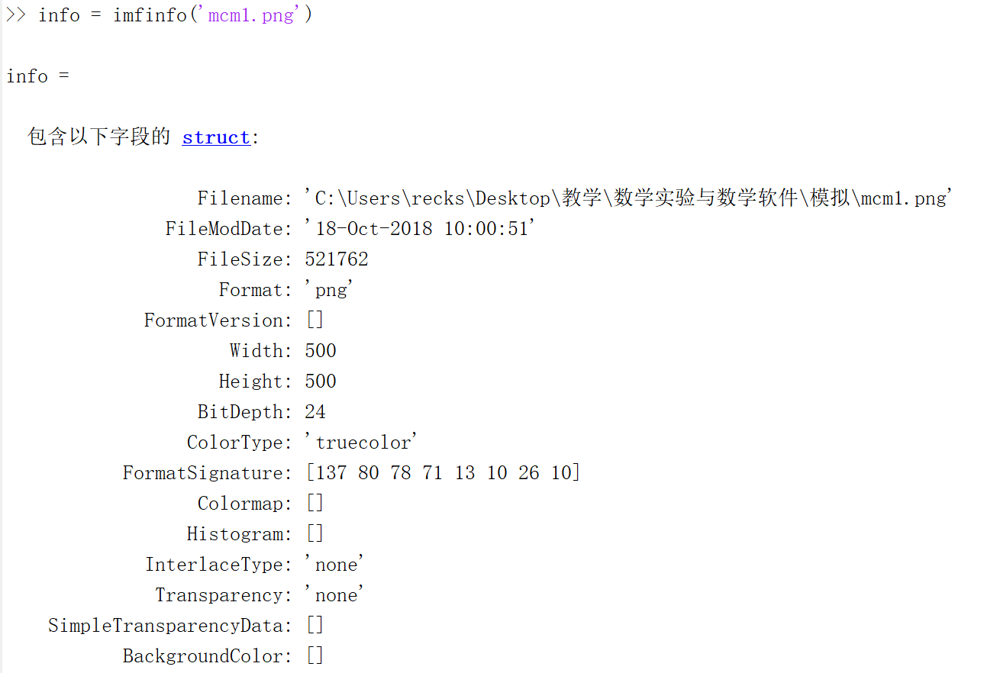 >> info = imfinfo('mcm1.png')
info =
包含以下字段的 struct:
Filename: 'C:\Users\recks\Desktop\教学\数学实验与数学软件\模拟\mcm1.png'
FileModDate: '18-Oct-2018 10:00:51'
FileSize: 521762
Format: 'png'
FormatVersion: []
Width: 500
Height: 500
BitDepth: 24
ColorType: 'truecolor'
FormatSignature: [137 80 78 71 13 10 26 10]
Colormap: []
Histogram: []
InterlaceType: 'none'
Transparency: 'none'
SimpleTransparencyData: []
BackgroundColor: []